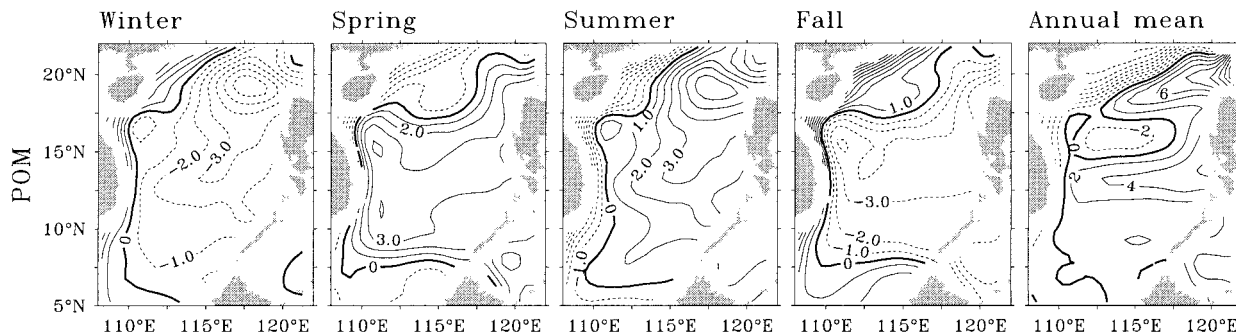 Winter Spring Summer Fall Annual mean
20°N
15°N
10°N
5°N
POM
-2.0 -3.0 0 -1.0
2.0 3.0 0
1.0 -2.0 -3.0 0 1.0
1.0 -3.0 -2.0 -1.0 0
6 2. 0 2 4 0
110°E 115°E 120°E 110°E 115°E 120°E 110°E 115°E 120°E 110°E 115°E 120°E 110°E 115°E 120°E